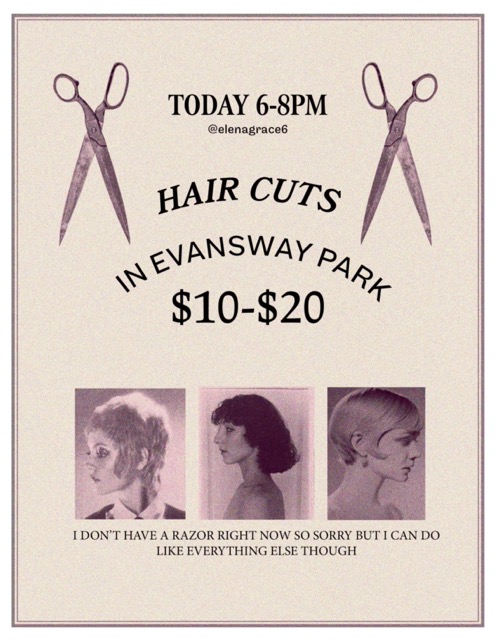 TODAY 6-8PM
@elenagrace6
HAIR CUTS
IN EVANSWAY PARK
$10-$20
I DON'T HAVE A RAZOR RIGHT NOW SO SORRY BUT I CAN DO
LIKE EVERYTHING ELSE THOUGH